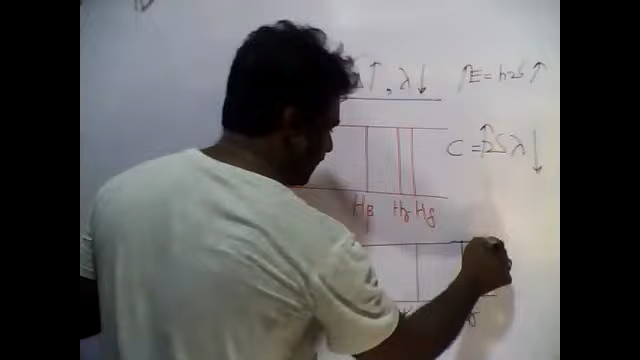 ↑, λ↓
↑E = hν ↑
C = ↑νλ↓
Hβ Hγ Hδ